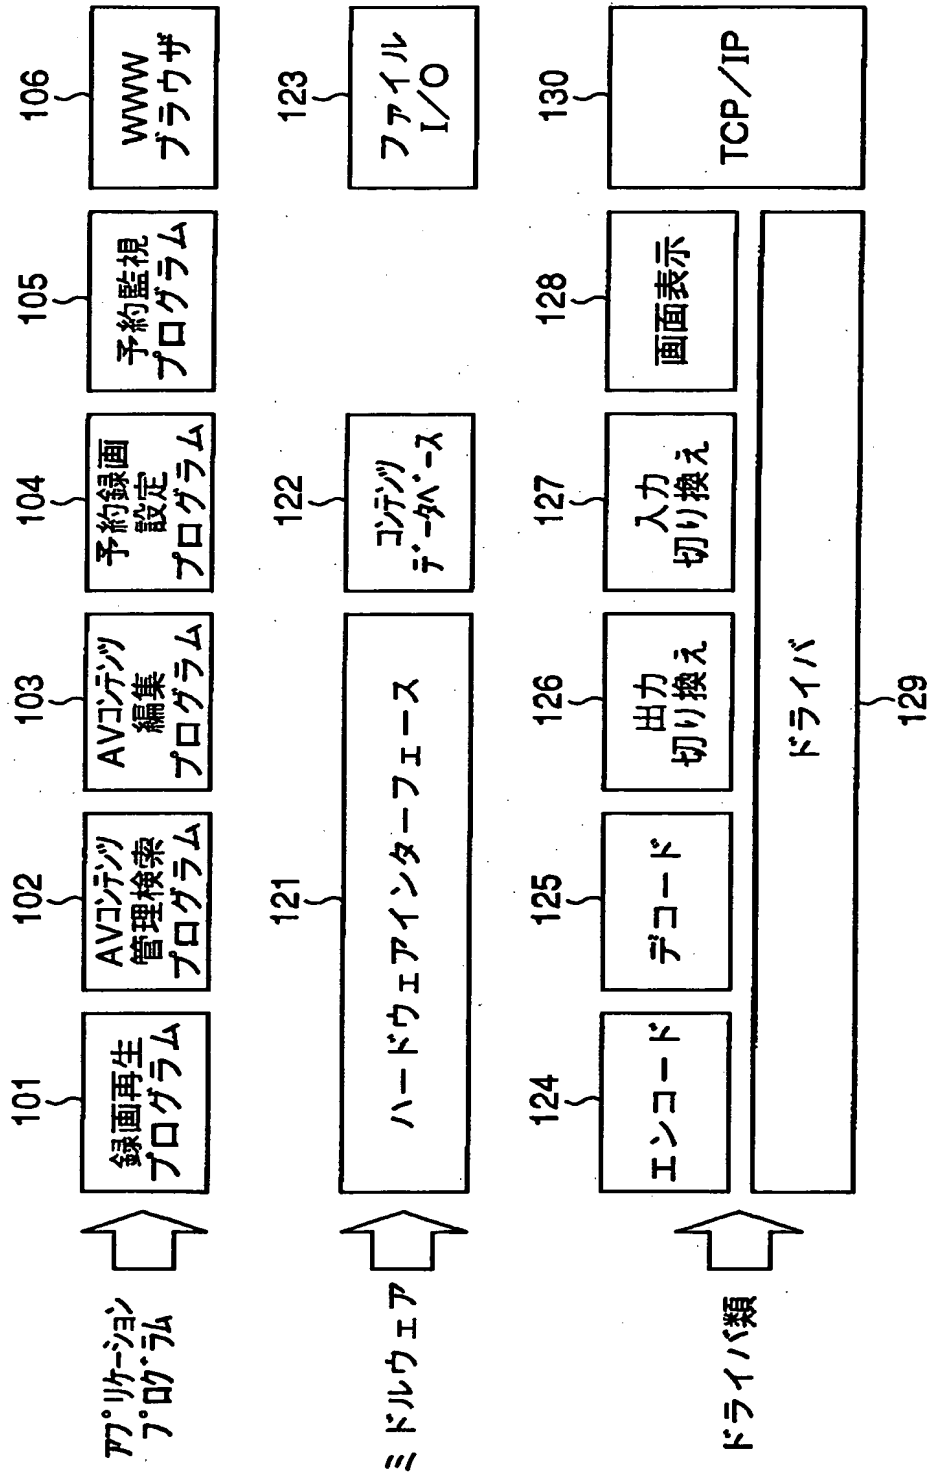 アプリケーション
プログラム
101
録画再生
プログラム
102
AVコンテンツ
管理検索
プログラム
103
AVコンテンツ
編集
プログラム
104
予約録画
設定
プログラム
105
予約監視
プログラム
106
WWW
ブラウザ
ミドルウェア
121
ハードウェアインターフェース
122
コンテンツ
データベース
123
ファイル
I/O
ドライバ類
124
エンコード
125
デコード
126
出力
切り換え
127
入力
切り換え
128
画面表示
130
TCP/IP
ドライバ
129